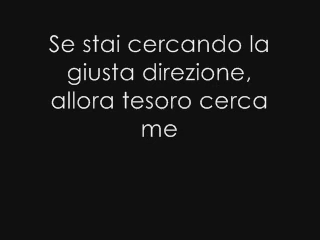 Se stai cercando la
giusta direzione,
allora tesoro cerca
me